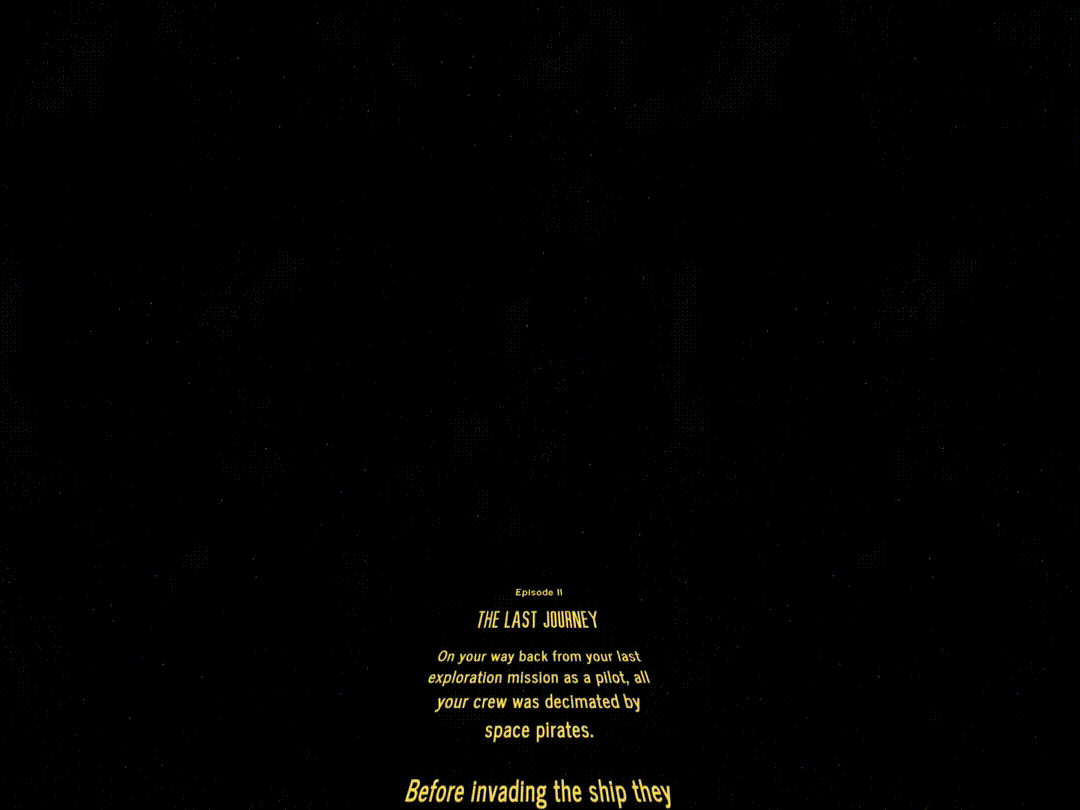 Episode II
THE LAST JOURNEY
On your way back from your last
exploration mission as a pilot, all
your crew was decimated by
space pirates.
Before invading the ship they